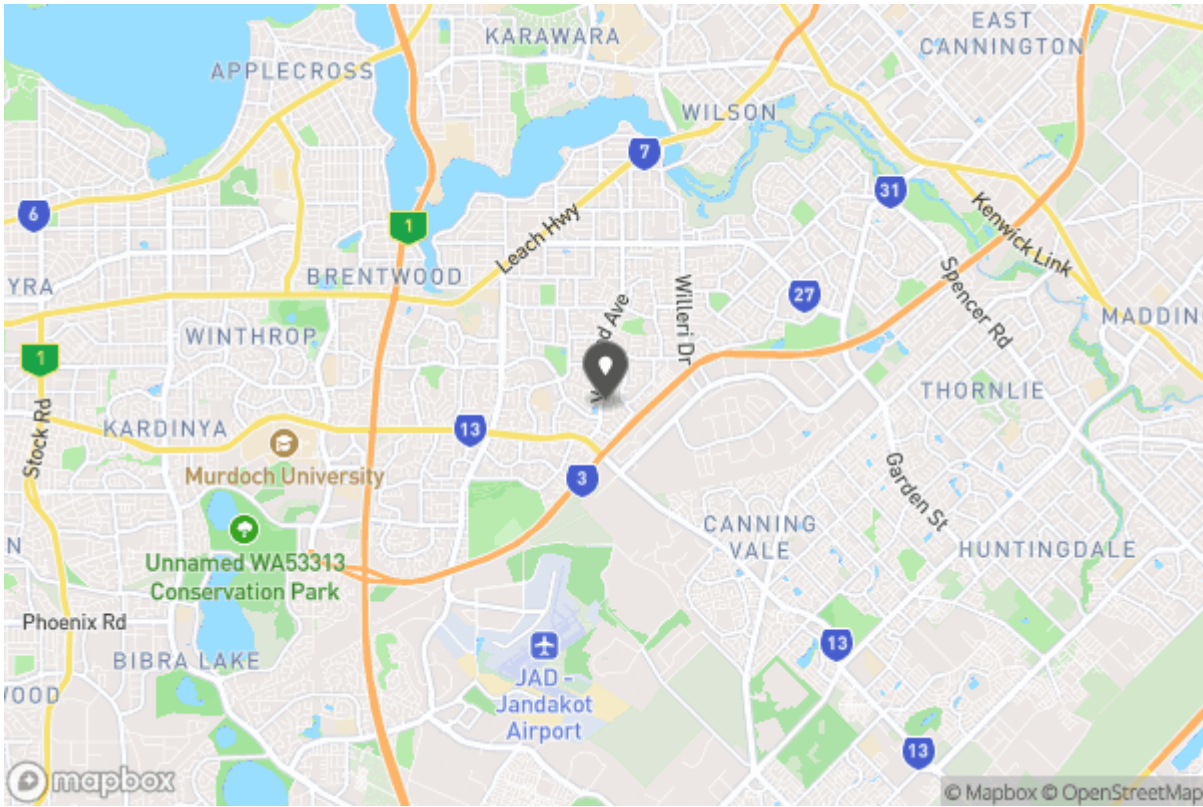 EAST
CANNINGTON
KARAWARA
APPLECROSS
WILSON
7
31
6
Kenwick Link
1
Leach Hwy
BRENTWOOD
Spencer Rd
YRA
Willeri Dr
27
d Ave
MADDING
WINTHROP
1
THORNLIE
KARDINYA
13
Stock Rd
Murdoch University
3
Garden St
CANNING
VALE
N
HUNTINGDALE
Unnamed WA53313
Conservation Park
Phoenix Rd
13
BIBRA LAKE
JAD -
Jandakot
Airport
WOOD
13
mapbox
© Mapbox © OpenStreetMap